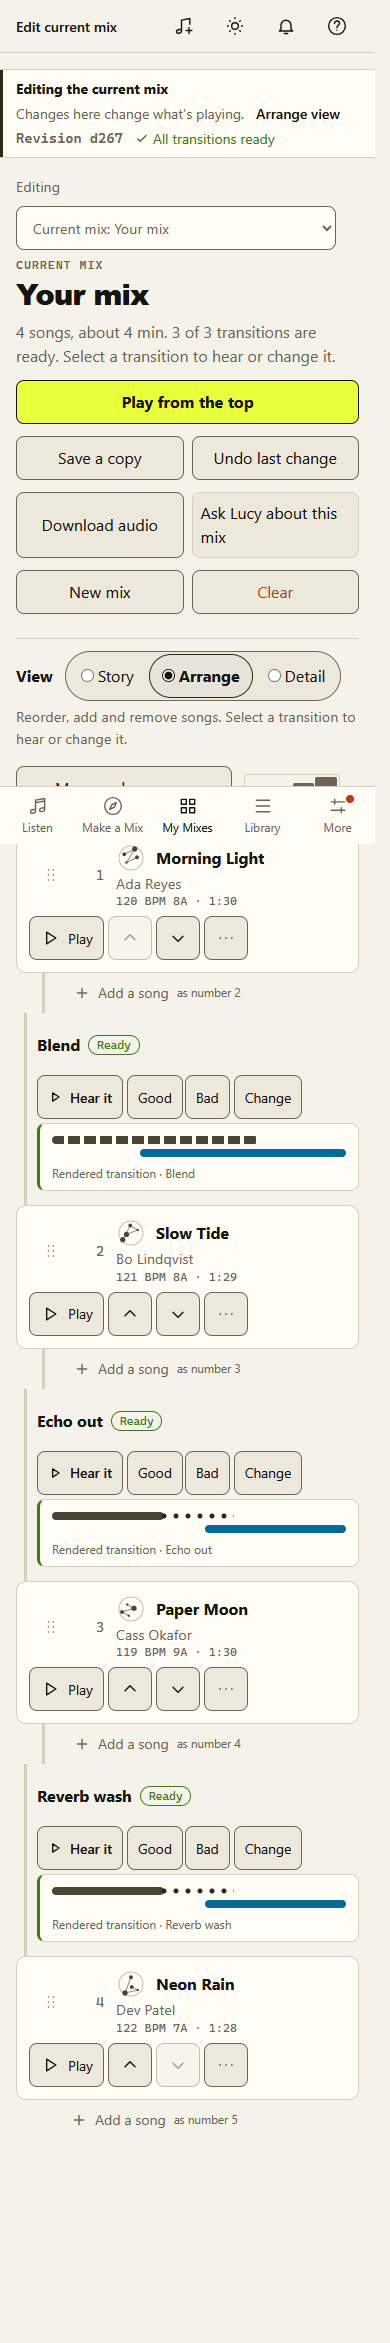 Edit current mix
Editing the current mix
Changes here change what's playing. Arrange view
Revision d267 ✓ All transitions ready
Editing
Current mix: Your mix
CURRENT MIX
Your mix
4 songs, about 4 min. 3 of 3 transitions are
ready. Select a transition to hear or change it.
Play from the top
Save a copy
Undo last change
Download audio
Ask Lucy about this
mix
New mix
Clear
View Story Arrange Detail
Reorder, add and remove songs. Select a transition to
hear or change it.
Listen Make a Mix My Mixes Library More
1 Morning Light
Ada Reyes
120 BPM 8A · 1:30
Play
+ Add a song as number 2
Blend Ready
Hear it Good Bad Change
Rendered transition · Blend
2 Slow Tide
Bo Lindqvist
121 BPM 8A · 1:29
Play
+ Add a song as number 3
Echo out Ready
Hear it Good Bad Change
Rendered transition · Echo out
3 Paper Moon
Cass Okafor
119 BPM 9A · 1:30
Play
+ Add a song as number 4
Reverb wash Ready
Hear it Good Bad Change
Rendered transition · Reverb wash
4 Neon Rain
Dev Patel
122 BPM 7A · 1:28
Play
+ Add a song as number 5